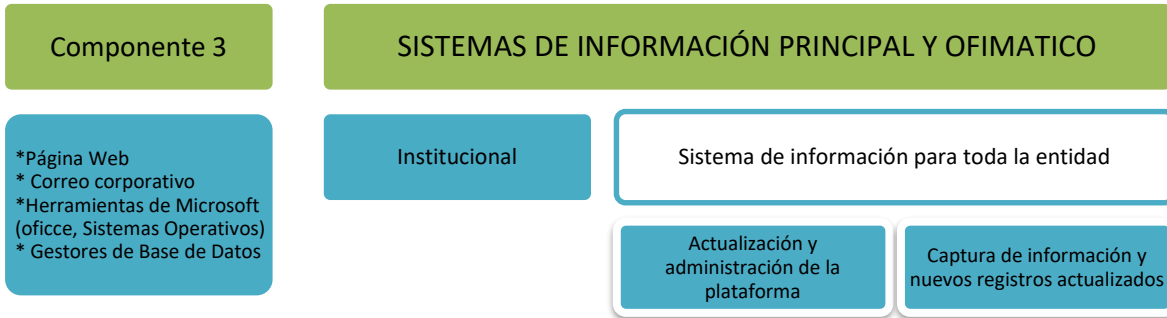 Componente 3
SISTEMAS DE INFORMACIÓN PRINCIPAL Y OFIMATICO
*Página Web
* Correo corporativo
*Herramientas de Microsoft
(oficce, Sistemas Operativos)
* Gestores de Base de Datos
Institucional
Sistema de información para toda la entidad
Actualización y
administración de la
plataforma
Captura de información y
nuevos registros actualizados